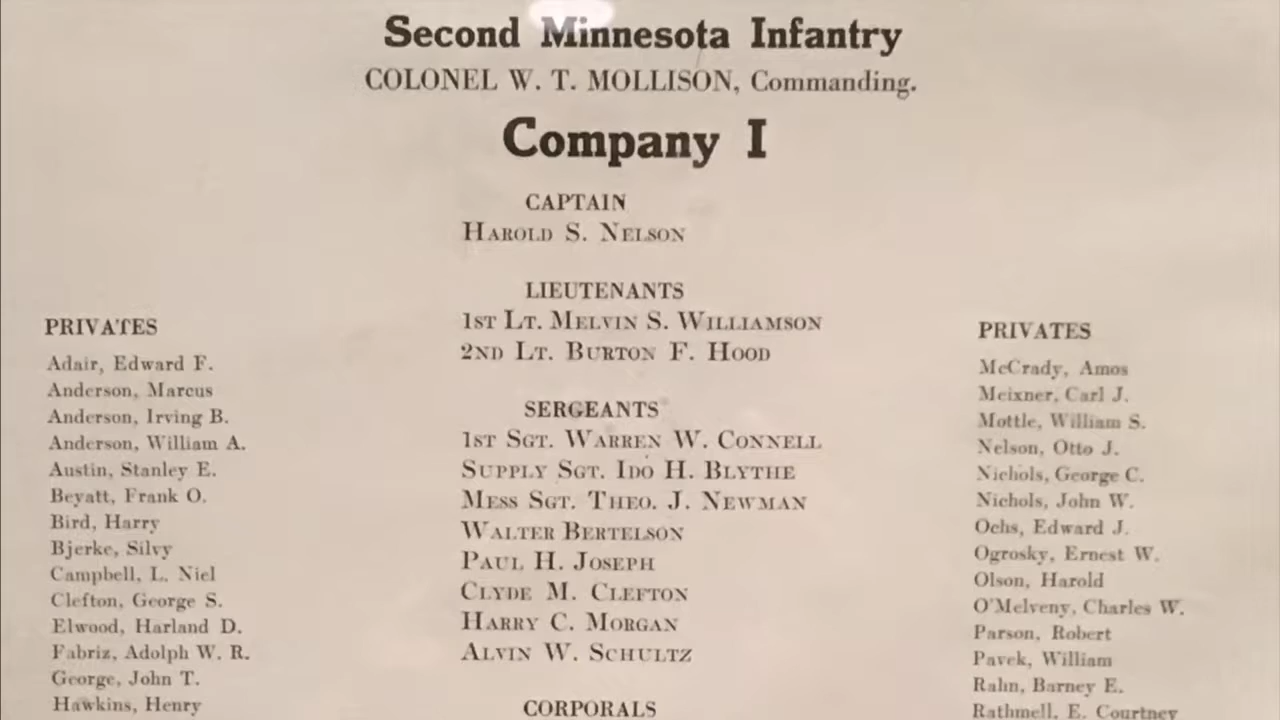 Second Minnesota Infantry
COLONEL W. T. MOLLISON, Commanding.
Company I
CAPTAIN
HAROLD S. NELSON
LIEUTENANTS
1ST LT. MELVIN S. WILLIAMSON
2ND LT. BURTON F. HOOD
SERGEANTS
1ST SGT. WARREN W. CONNELL
SUPPLY SGT. IDO H. BLYTHE
MESS SGT. THEO. J. NEWMAN
WALTER BERTELSON
PAUL H. JOSEPH
CLYDE M. CLEFTON
HARRY C. MORGAN
ALVIN W. SCHULTZ
CORPORALS
PRIVATES
Adair, Edward F.
Anderson, Marcus
Anderson, Irving B.
Anderson, William A.
Austin, Stanley E.
Beyatt, Frank O.
Bird, Harry
Bjerke, Silvy
Campbell, L. Niel
Clefton, George S.
Elwood, Harland D.
Fabriz, Adolph W. R.
George, John T.
Hawkins, Henry
PRIVATES
McCrady, Amos
Meixner, Carl J.
Mottle, William S.
Nelson, Otto J.
Nichols, George C.
Nichols, John W.
Ochs, Edward J.
Ogrosky, Ernest W.
Olson, Harold
O'Melveny, Charles W.
Parson, Robert
Pavek, William
Rahn, Barney E.
Rathmell, E. Courtney